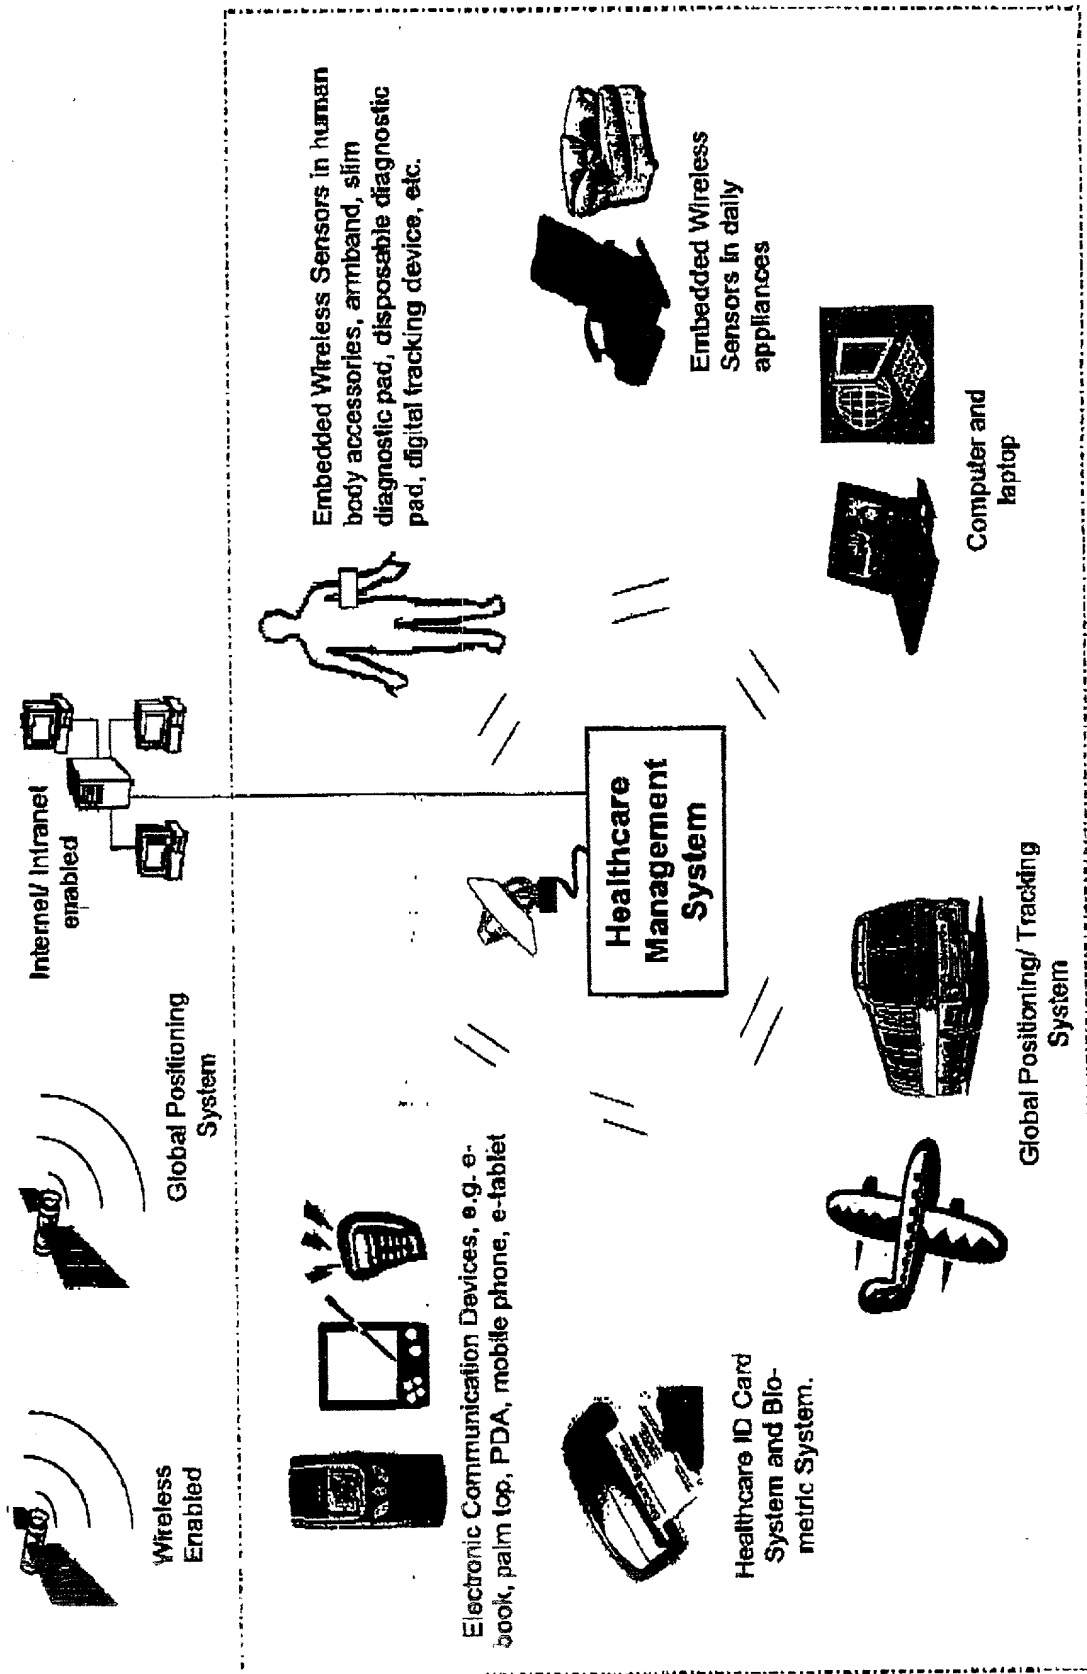 Wireless
Enabled
Global Positioning
System
Internet/ Intranet
enabled
Electronic Communication Devices, e.g. e-
book, palm top, PDA, mobile phone, e-tablet
Embedded Wireless Sensors in human
body accessories, armband, slim
diagnostic pad, disposable diagnostic
pad, digital tracking device, etc.
Healthcare ID Card
System and Bio-
metric System.
Healthcare
Management
System
Embedded Wireless
Sensors in daily
appliances
Global Positioning/ Tracking
System
Computer and
laptop